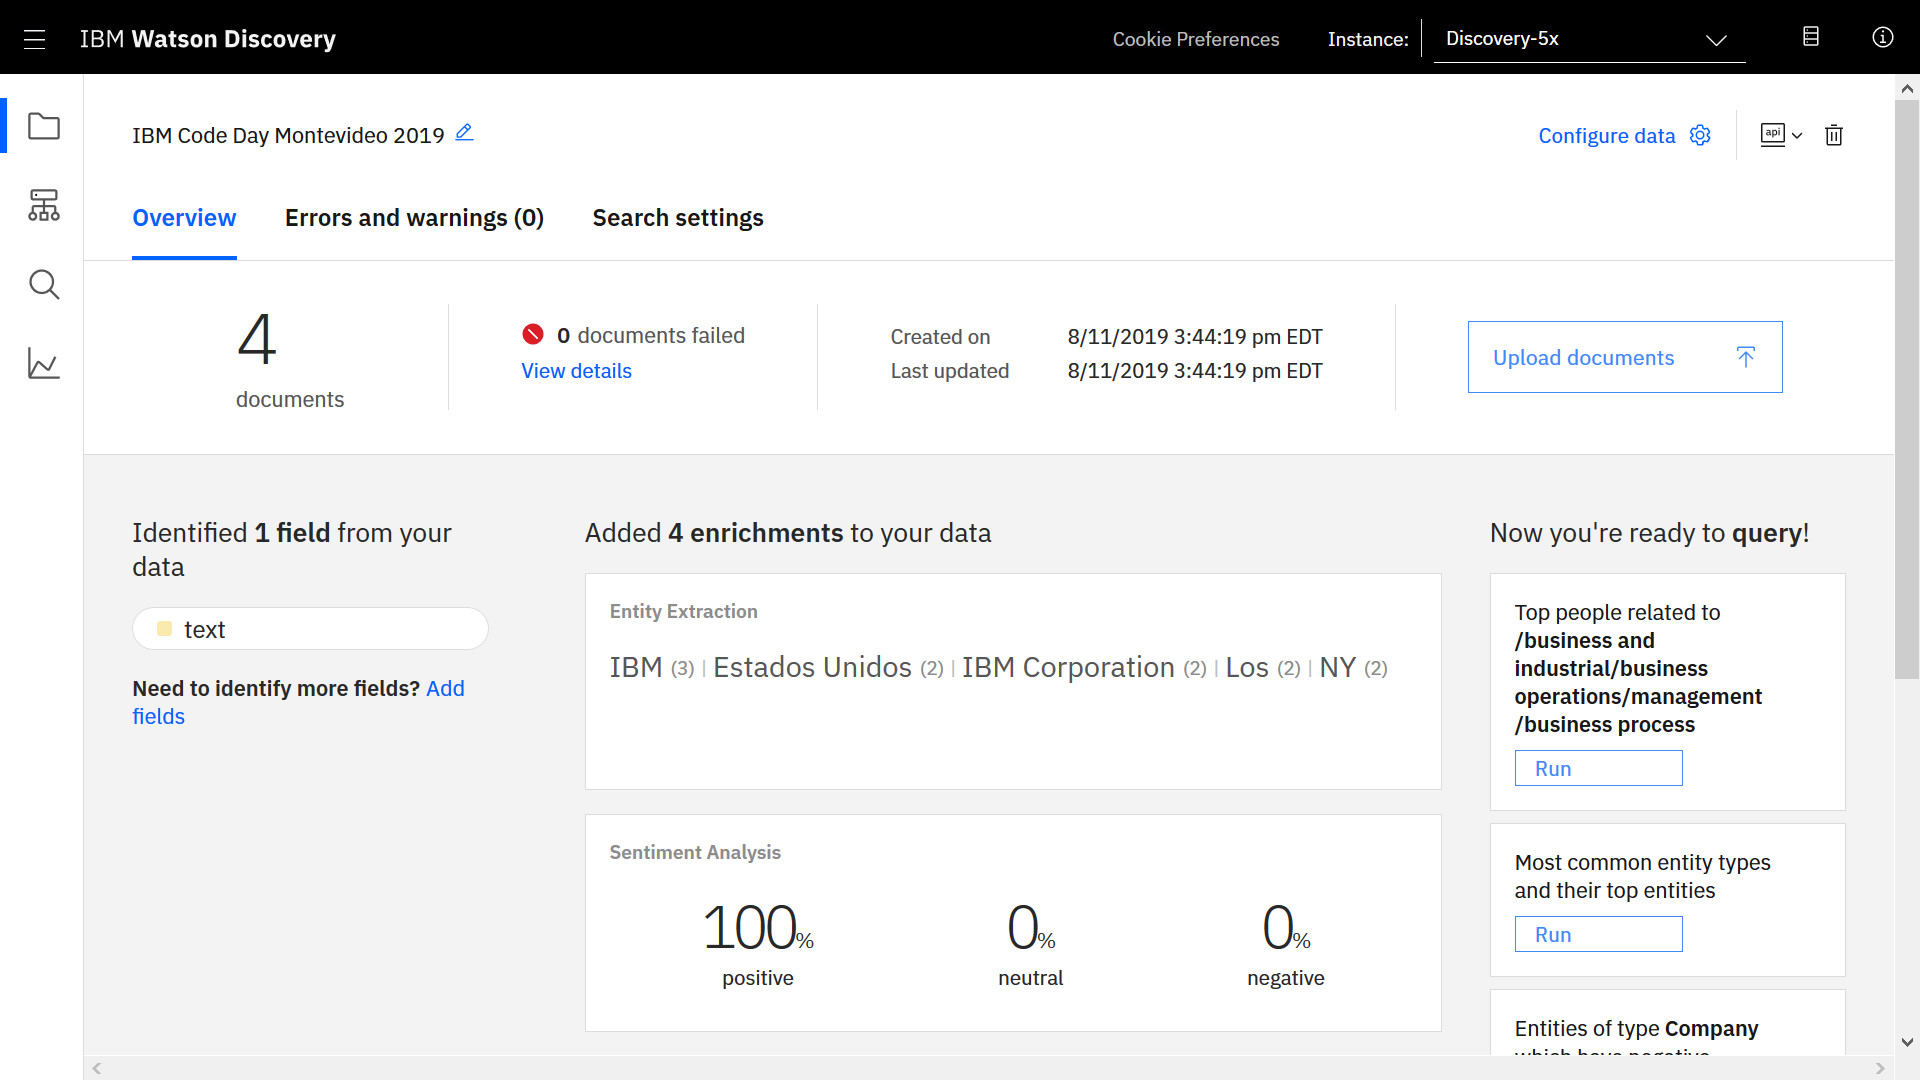 IBM Watson Discovery
Cookie Preferences
Instance:
Discovery-5x
IBM Code Day Montevideo 2019
Configure data
api
Overview
Errors and warnings (0)
Search settings
4
documents
0 documents failed
View details
Created on 8/11/2019 3:44:19 pm EDT
Last updated 8/11/2019 3:44:19 pm EDT
Upload documents
Identified 1 field from your
data
text
Need to identify more fields? Add
fields
Added 4 enrichments to your data
Entity Extraction
IBM (3) | Estados Unidos (2) | IBM Corporation (2) | Los (2) | NY (2)
Sentiment Analysis
100%
positive
0%
neutral
0%
negative
Now you're ready to query!
Top people related to
/business and
industrial/business
operations/management
/business process
Run
Most common entity types
and their top entities
Run
Entities of type Company
which have negative